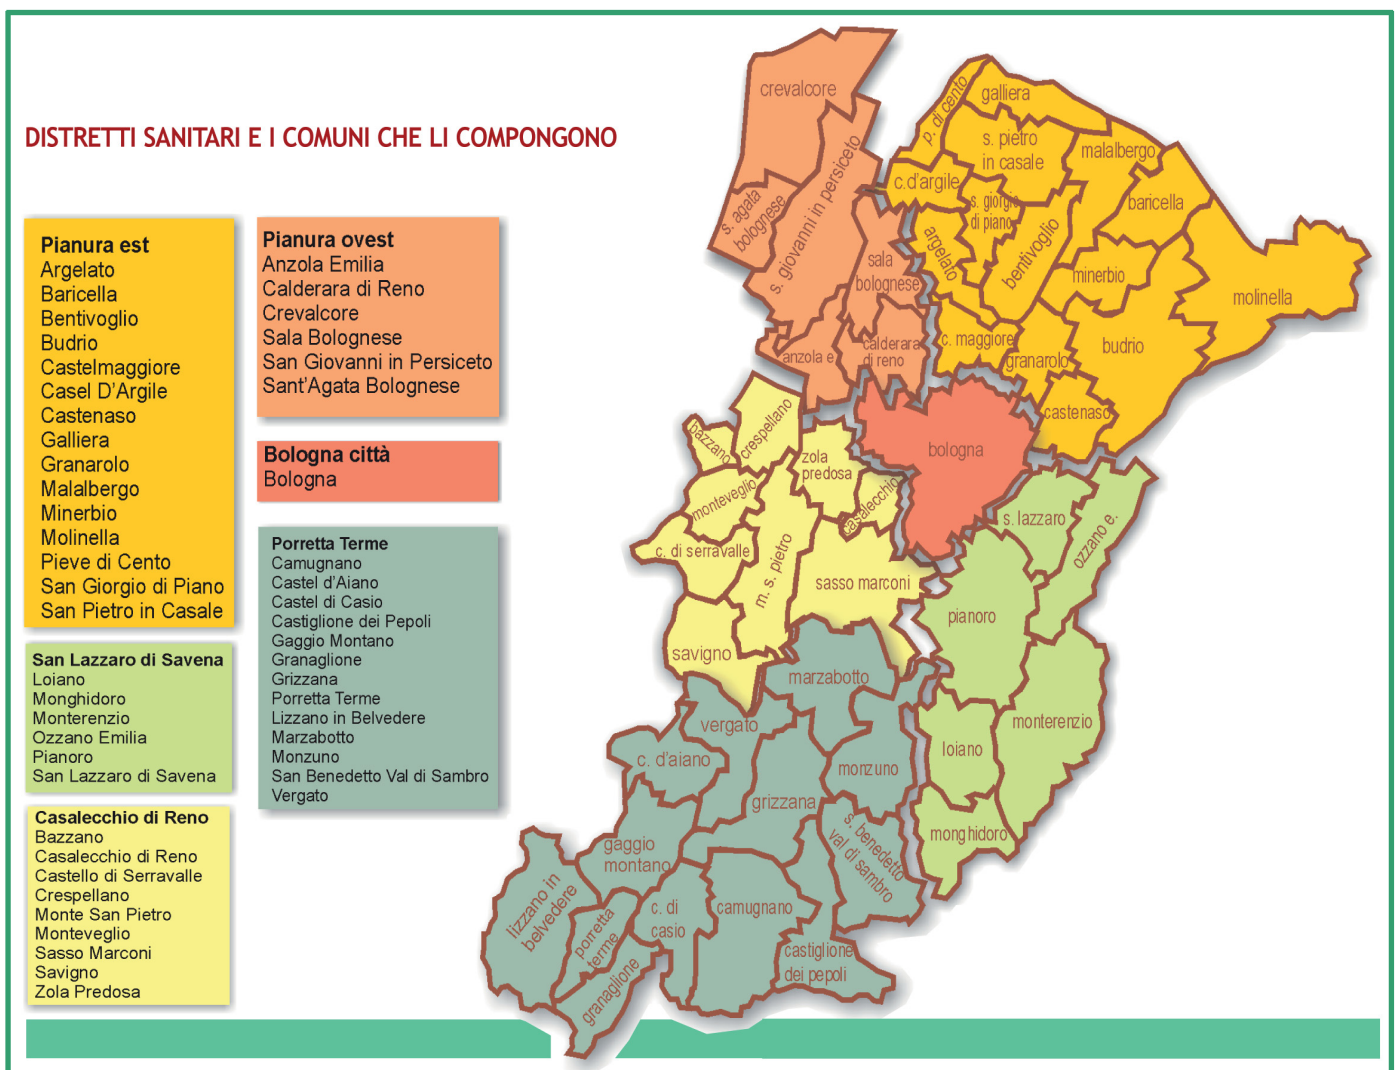 DISTRETTI SANITARI E I COMUNI CHE LI COMPONGONO
Pianura est
Argelato
Baricella
Bentivoglio
Budrio
Castelmaggiore
Casel D'Argile
Castenaso
Galliera
Granarolo
Malalbergo
Minerbio
Molinella
Pieve di Cento
San Giorgio di Piano
San Pietro in Casale
Pianura ovest
Anzola Emilia
Calderara di Reno
Crevalcore
Sala Bolognese
San Giovanni in Persiceto
Sant'Agata Bolognese
Bologna città
Bologna
San Lazzaro di Savena
Loiano
Monghidoro
Monterenzio
Ozzano Emilia
Pianoro
San Lazzaro di Savena
Porretta Terme
Camugnano
Castel d'Aiano
Castel di Casio
Castiglione dei Pepoli
Gaggio Montano
Granaglione
Grizzana
Porretta Terme
Lizzano in Belvedere
Marzabotto
Monzuno
San Benedetto Val di Sambro
Vergato
Casalecchio di Reno
Bazzano
Casalecchio di Reno
Castello di Serravalle
Crespellano
Monte San Pietro
Monteveglio
Sasso Marconi
Savigno
Zola Predosa
crevalcore
s. agata
bolognese
s. giovanni in persiceto
sala
bolognese
anzola e
calderara
di reno
p. di cento
galliera
s. pietro
in casale
malalbergo
c.d'argile
s. giorgio
di piano
argelato
bentivoglio
baricella
minerbio
molinella
c. maggiore
granarolo
budrio
castenaso
bologna
bazzano
crespellano
zola
predosa
casalecchio
monteveglio
c. di serravalle
m. s. pietro
sasso marconi
savigno
s. lazzaro
ozzano e.
pianoro
monterenzio
loiano
monghidoro
marzabotto
vergato
c. d'aiano
monzuno
grizzana
s. benedetto
val di sambro
gaggio
montano
lizzano in
belvedere
porretta
terme
c. di
casio
camugnano
castiglione
dei pepoli
granaglione